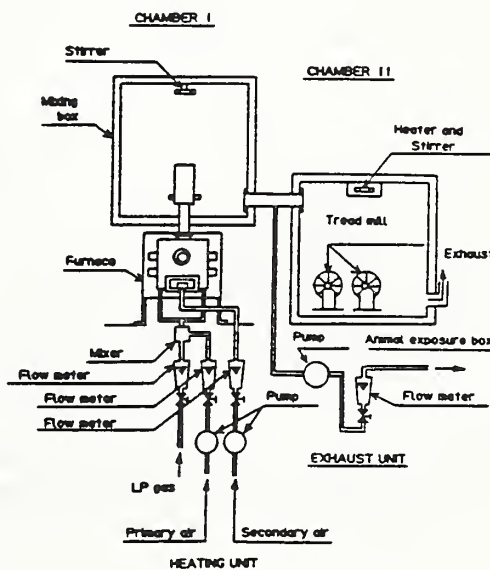 CHAMBER I
Stirrer
CHAMBER II
Mixing
box
Heater and
Stirrer
Tread mill
Furnace
Exhaust
Mixer
Pump
Animal exposure box
Flow meter
Flow meter
Flow meter
Pump
Flow meter
EXHAUST UNIT
LP gas
Primary air
Secondary air
HEATING UNIT